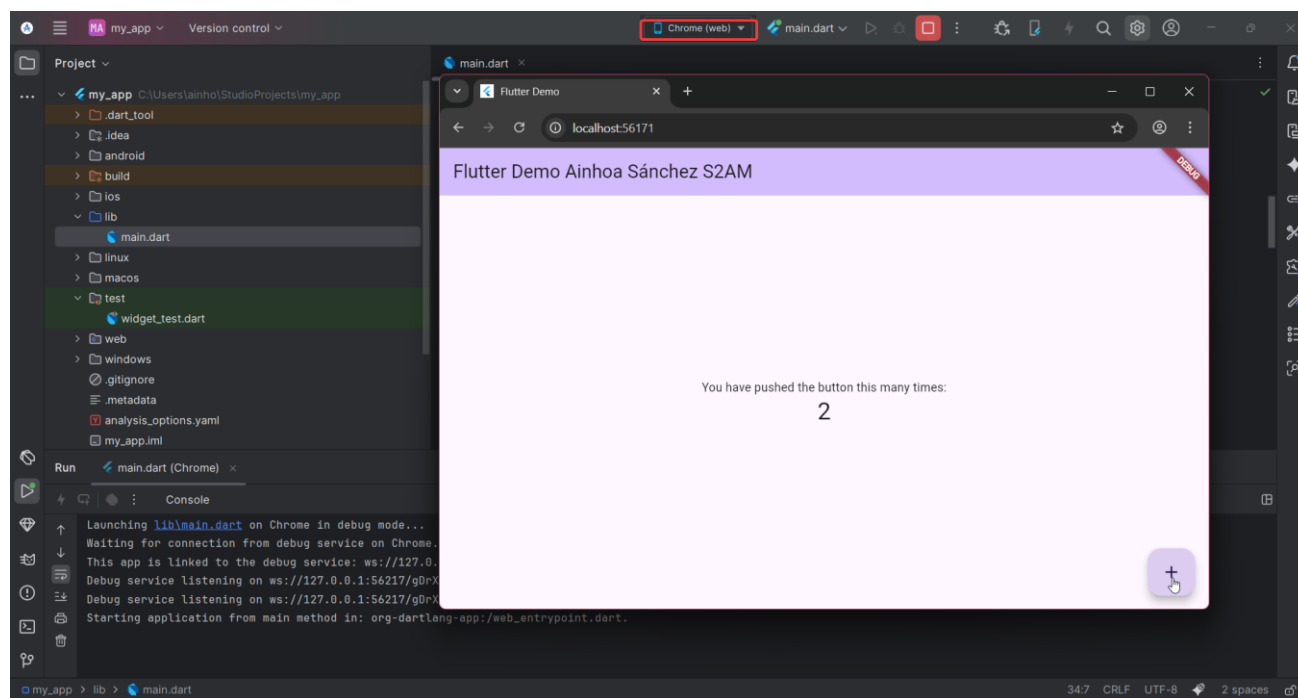 MA my_app Version control Chrome (web) main.dart
Project
main.dart
my_app C:\Users\ainho\StudioProjects\my_app
.dart_tool
.idea
android
build
ios
lib
main.dart
linux
macos
test
widget_test.dart
web
windows
.gitignore
.metadata
analysis_options.yaml
my_app.iml
Flutter Demo
localhost:56171
Flutter Demo Ainhoa Sánchez S2AM
DEBUG
You have pushed the button this many times:
2
+
Run main.dart (Chrome)
Console
Launching lib\main.dart on Chrome in debug mode...
Waiting for connection from debug service on Chrome.
This app is linked to the debug service: ws://127.0.
Debug service listening on ws://127.0.0.1:56217/gDrX
Debug service listening on ws://127.0.0.1:56217/gDrX
Starting application from main method in: org-dartlang-app:/web_entrypoint.dart.
my_app > lib > main.dart 34:7 CRLF UTF-8 2 spaces